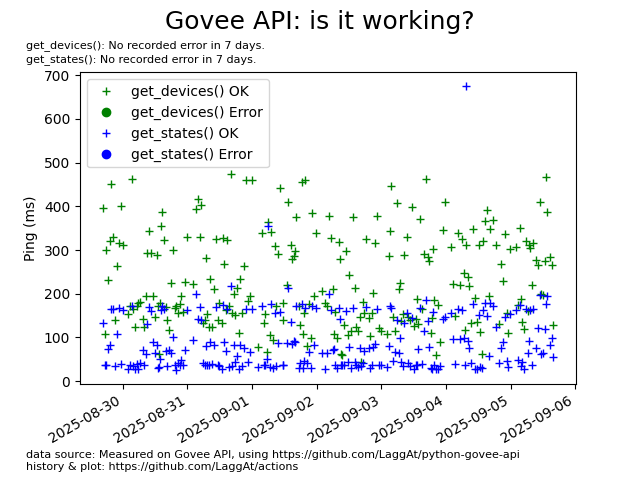 Govee API: is it working?
get_devices(): No recorded error in 7 days.
get_states(): No recorded error in 7 days.
700
600
500
400
300
200
100
0
Ping (ms)
get_devices() OK
get_devices() Error
get_states() OK
get_states() Error
2025-08-30
2025-08-31
2025-09-01
2025-09-02
2025-09-03
2025-09-04
2025-09-05
2025-09-06
data source: Measured on Govee API, using https://github.com/LaggAt/python-govee-api
history & plot: https://github.com/LaggAt/actions